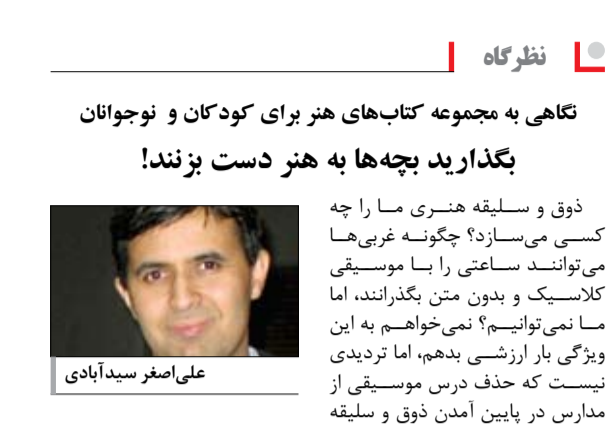 نظرگاه
نگاهی به مجموعه کتاب‌های هنر برای کودکان و نوجوانان
بگذارید بچه‌ها به هنر دست بزنند!
ذوق و سلیقه هنری ما را چه
کسی می‌سازد؟ چگونه غربی‌ها
می‌توانند ساعتی را با موسیقی
کلاسیک و بدون متن بگذرانند، اما
ما نمی‌توانیم؟ نمی‌خواهم به این
ویژگی بار ارزشی بدهم، اما تردیدی
نیست که حذف درس موسیقی از
مدارس در پایین آمدن ذوق و سلیقه
علی‌اصغر سیدآبادی